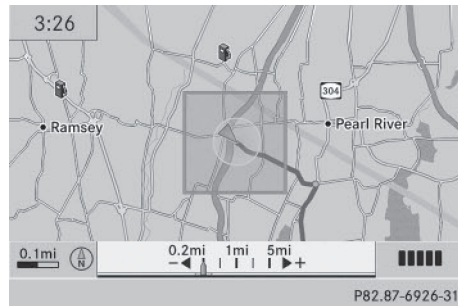 3:26
304
Ramsey
Pearl River
0.2mi 1mi 5mi
0.1mi N − +
P82.87-6926-31